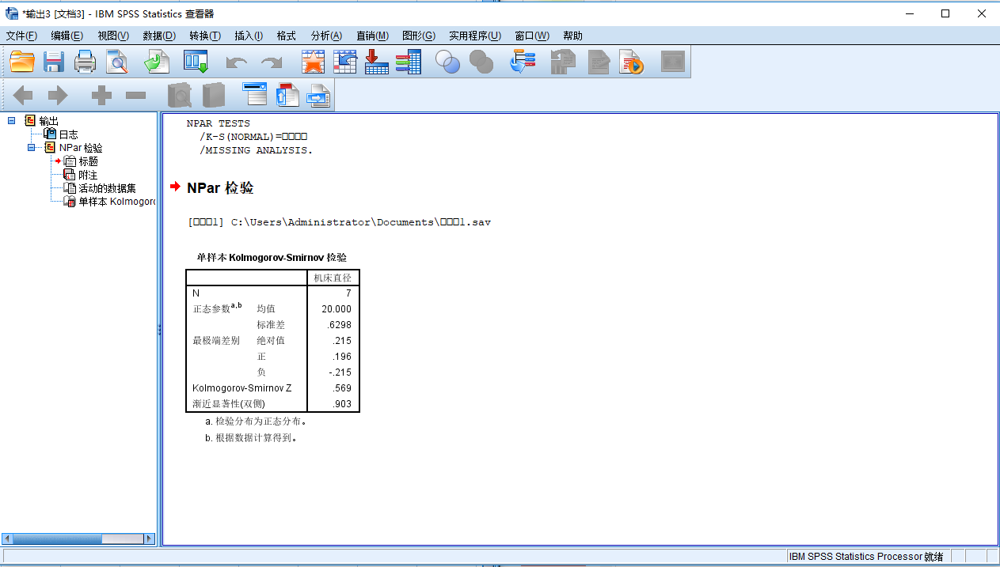 *输出3 [文档3] - IBM SPSS Statistics 查看器
文件(F) 编辑(E) 视图(V) 数据(D) 转换(T) 插入(I) 格式 分析(A) 直销(M) 图形(G) 实用程序(U) 窗口(W) 帮助
输出
日志
NPar 检验
标题
附注
活动的数据集
单样本 Kolmogoro
NPAR TESTS
/K-S(NORMAL)=□□□□
/MISSING ANALYSIS.
NPar 检验
[□□□1] C:\Users\Administrator\Documents\□□□1.sav
单样本 Kolmogorov-Smirnov 检验
机床直径
N 7
正态参数a,b 均值 20.000
标准差 .6298
最极端差别 绝对值 .215
正 .196
负 -.215
Kolmogorov-Smirnov Z .569
渐近显著性(双侧) .903
a. 检验分布为正态分布。
b. 根据数据计算得到。
IBM SPSS Statistics Processor 就绪